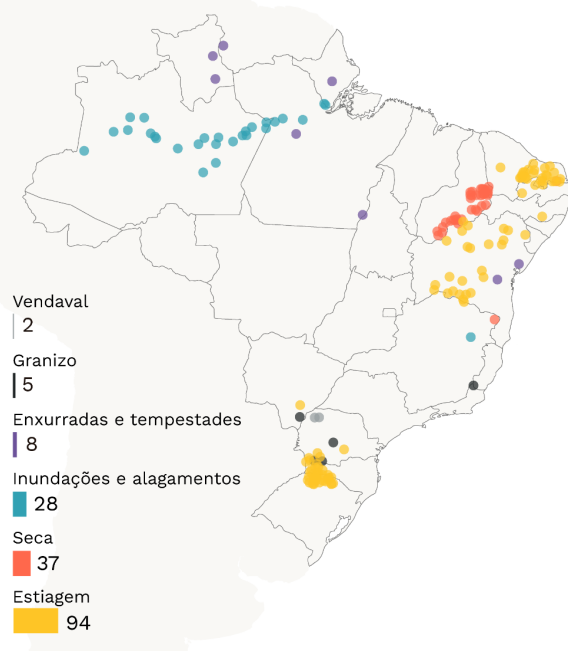 Vendaval
2
Granizo
5
Enxurradas e tempestades
8
Inundações e alagamentos
28
Seca
37
Estiagem
94